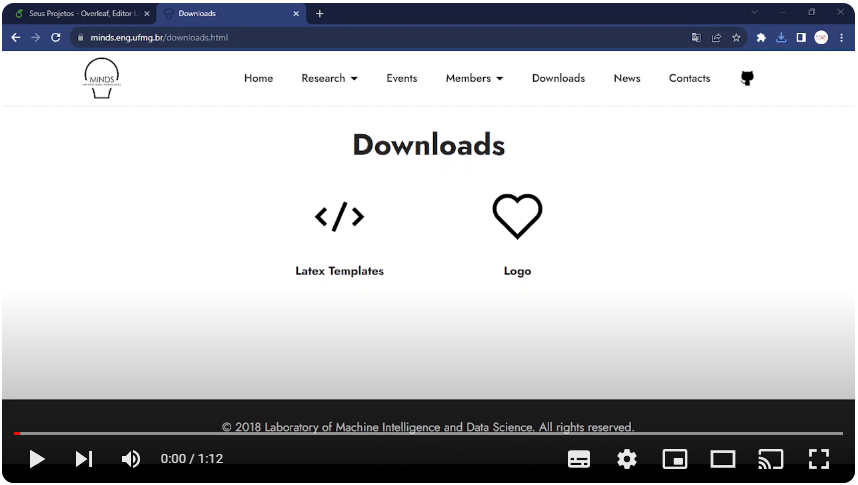 Seus Projetos - Overleaf, Editor
Downloads
minds.eng.ufmg.br/downloads.html
MINDS
Home Research Events Members Downloads News Contacts
Downloads
</>
Latex Templates Logo
© 2018 Laboratory of Machine Intelligence and Data Science. All rights reserved.
0:00 / 1:12